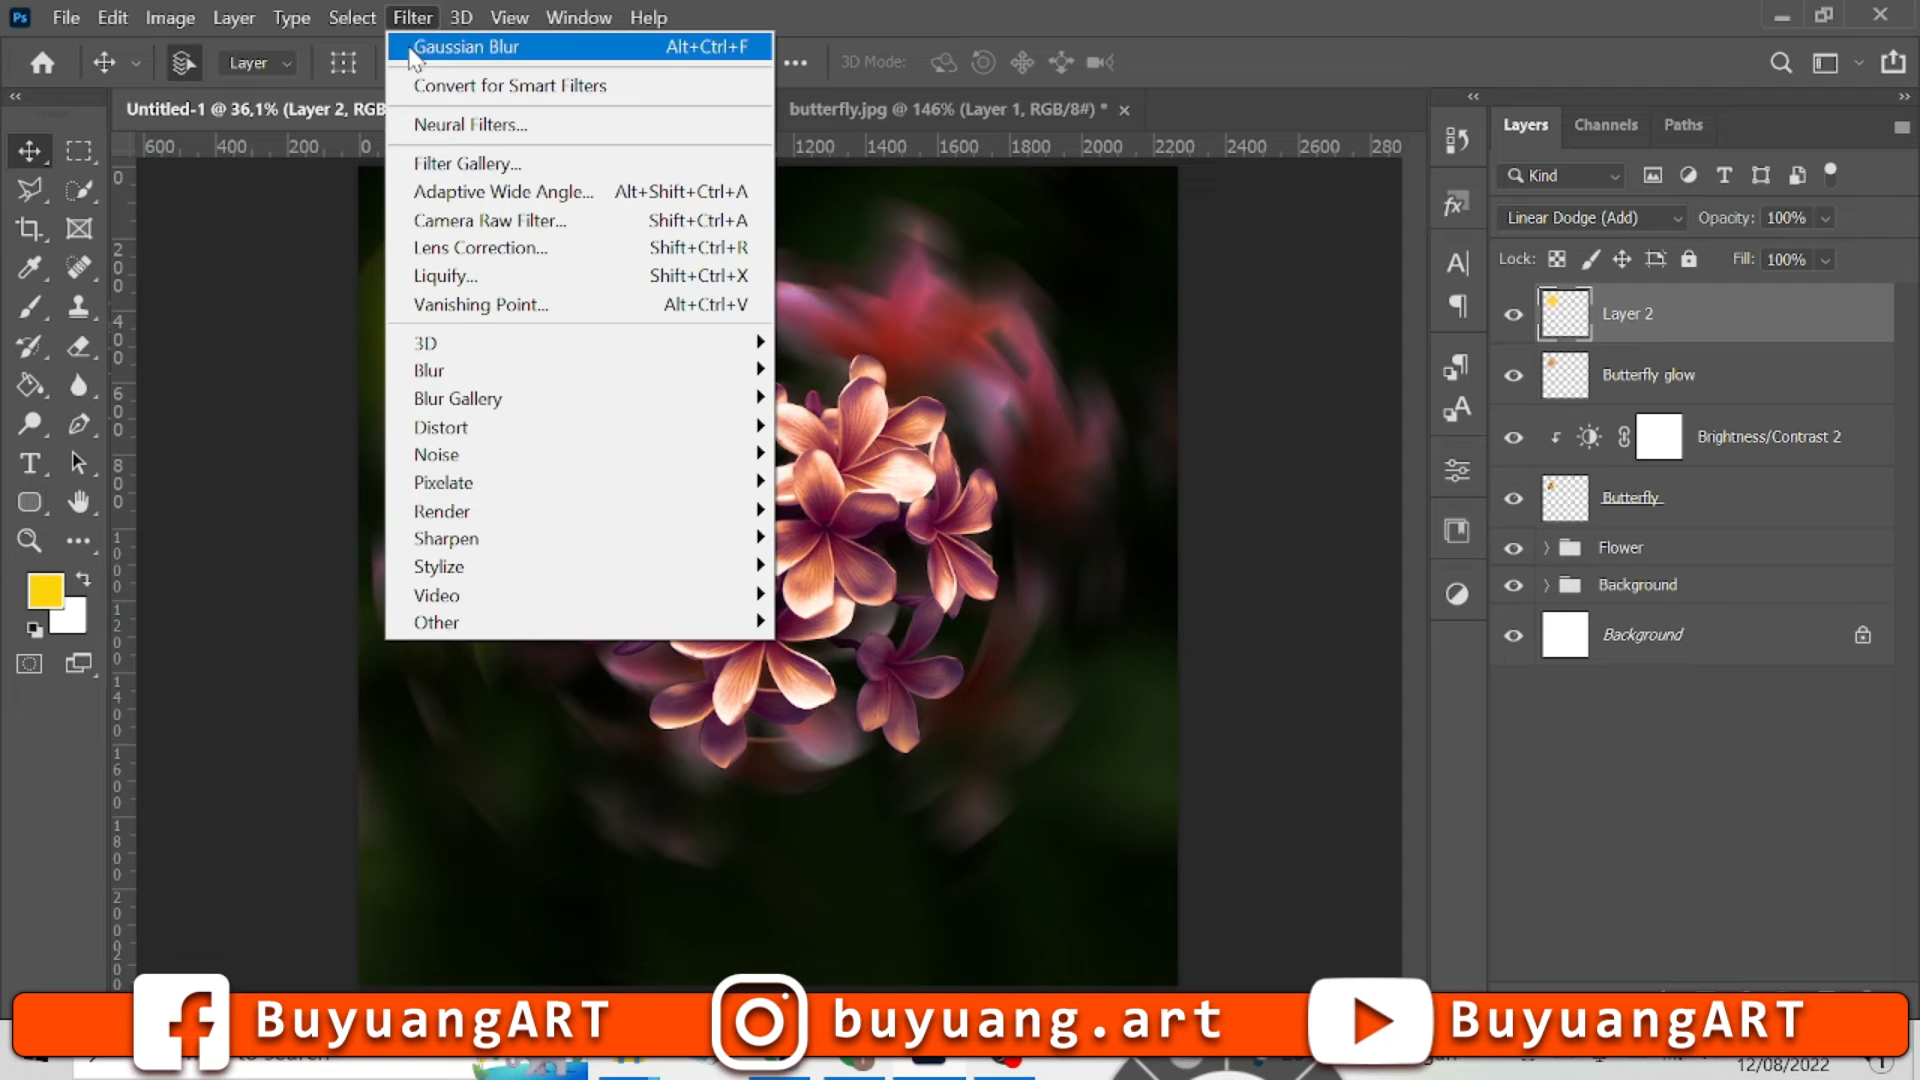 Ps File Edit Image Layer Type Select Filter 3D View Window Help
Layer
3D Mode:
Untitled-1 @ 36,1% (Layer 2, RGB
butterfly.jpg @ 146% (Layer 1, RGB/8#) *
600 400 200 0 1200 1400 1600 1800 2000 2200 2400 2600 280
Gaussian Blur Alt+Ctrl+F
Convert for Smart Filters
Neural Filters...
Filter Gallery...
Adaptive Wide Angle... Alt+Shift+Ctrl+A
Camera Raw Filter... Shift+Ctrl+A
Lens Correction... Shift+Ctrl+R
Liquify... Shift+Ctrl+X
Vanishing Point... Alt+Ctrl+V
3D
Blur
Blur Gallery
Distort
Noise
Pixelate
Render
Sharpen
Stylize
Video
Other
Layers Channels Paths
Kind
Linear Dodge (Add) Opacity: 100%
Lock: Fill: 100%
Layer 2
Butterfly glow
Brightness/Contrast 2
Butterfly
Flower
Background
Background
BuyuangART buyuang.art BuyuangART
to search
12/08/2022